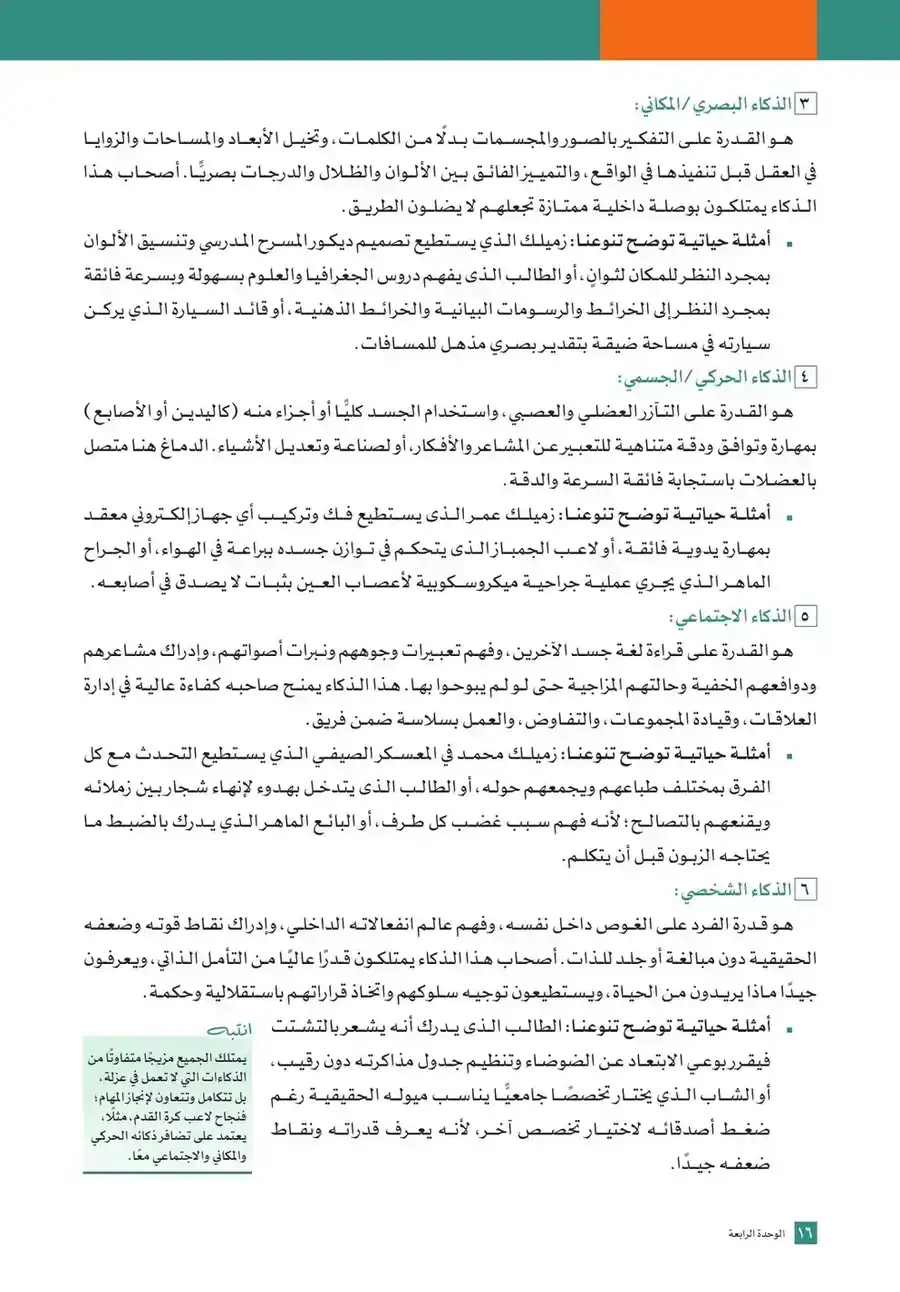 ٣ الذكاء البصري/المكاني:
هو القدرة على التفكير بالصور والمجسمات بدلًا من الكلمات، وتخيل الأبعاد والمساحات والزوايا
في العقل قبل تنفيذها في الواقع، والتمييز الفائق بين الألوان والظلال والدرجات بصريًّا. أصحاب هذا
الذكاء يمتلكون بوصلة داخلية ممتازة تجعلهم لا يضلون الطريق.
▪ أمثلة حياتية توضح تنوعنا: زميلك الذي يستطيع تصميم ديكور المسرح المدرسي وتنسيق الألوان
بمجرد النظر للمكان لثوانٍ، أو الطالب الذى يفهم دروس الجغرافيا والعلوم بسهولة وبسرعة فائقة
بمجرد النظر إلى الخرائط والرسومات البيانية والخرائط الذهنية، أو قائد السيارة الذي يركن
سيارته في مساحة ضيقة بتقدير بصري مذهل للمسافات.
٤ الذكاء الحركي/الجسمي:
هو القدرة على التآزر العضلي والعصبي، واستخدام الجسد كليًّا أو أجزاء منه (كاليدين أو الأصابع)
بمهارة وتوافق ودقة متناهية للتعبير عن المشاعر والأفكار، أو لصناعة وتعديل الأشياء. الدماغ هنا متصل
بالعضلات باستجابة فائقة السرعة والدقة.
▪ أمثلة حياتية توضح تنوعنا: زميلك عمر الذى يستطيع فك وتركيب أي جهاز إلكتروني معقد
بمهارة يدوية فائقة، أو لاعب الجمباز الذى يتحكم في توازن جسده ببراعة في الهواء، أو الجراح
الماهر الذي يجري عملية جراحية ميكروسكوبية لأعصاب العين بثبات لا يصدق في أصابعه.
٥ الذكاء الاجتماعي:
هو القدرة على قراءة لغة جسد الآخرين، وفهم تعبيرات وجوههم ونبرات أصواتهم، وإدراك مشاعرهم
ودوافعهم الخفية وحالتهم المزاجية حتى لو لم يبوحوا بها. هذا الذكاء يمنح صاحبه كفاءة عالية في إدارة
العلاقات، وقيادة المجموعات، والتفاوض، والعمل بسلاسة ضمن فريق.
▪ أمثلة حياتية توضح تنوعنا: زميلك محمد في المعسكر الصيفي الذي يستطيع التحدث مع كل
الفرق بمختلف طباعهم ويجمعهم حوله، أو الطالب الذى يتدخل بهدوء لإنهاء شجار بين زملائه
ويقنعهم بالتصالح؛ لأنه فهم سبب غضب كل طرف، أو البائع الماهر الذي يدرك بالضبط ما
يحتاجه الزبون قبل أن يتكلم.
٦ الذكاء الشخصي:
هو قدرة الفرد على الغوص داخل نفسه، وفهم عالم انفعالاته الداخلي، وإدراك نقاط قوته وضعفه
الحقيقية دون مبالغة أو جلد للذات. أصحاب هذا الذكاء يمتلكون قدرًا عاليًا من التأمل الذاتي، ويعرفون
جيدًا ماذا يريدون من الحياة، ويستطيعون توجيه سلوكهم واتخاذ قراراتهم باستقلالية وحكمة.
▪ أمثلة حياتية توضح تنوعنا: الطالب الذى يدرك أنه يشعر بالتشتت
فيقرر بوعي الابتعاد عن الضوضاء وتنظيم جدول مذاكرته دون رقيب،
أو الشاب الذي يختار تخصصًا جامعيًّا يناسب ميوله الحقيقية رغم
ضغط أصدقائه لاختيار تخصص آخر، لأنه يعرف قدراته ونقاط
ضعفه جيدًا.
انتبه
يمتلك الجميع مزيجًا متفاوتًا من
الذكاءات التي لا تعمل في عزلة،
بل تتكامل وتتعاون لإنجاز المهام؛
فنجاح لاعب كرة القدم، مثلًا،
يعتمد على تضافر ذكائه الحركي
والمكاني والاجتماعي معًا.
١٦ الوحدة الرابعة